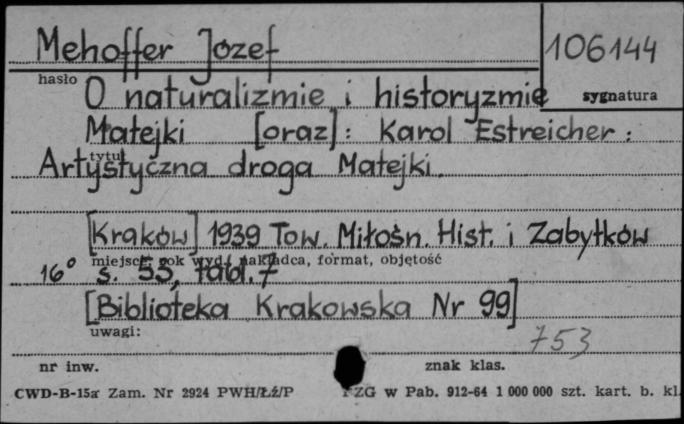 Mehoffer Józef 106144
hasło sygnatura
O naturalizmie i historyzmie
Matejki [oraz]: Karol Estreicher:
tytuł
Artystyczna droga Matejki.
[Kraków] 1939 Tow. Miłośn. Hist. i Zabytków
miejsce, rok wyd., nakładca, format, objętość
16° s. 53, tabl. 7
[Biblioteka Krakowska Nr 99]
uwagi:
753
nr inw. znak klas.
CWD-B-15a Zam. Nr 2924 PWH/Łź/P PZG w Pab. 912-64 1 000 000 szt. kart. b. kl.